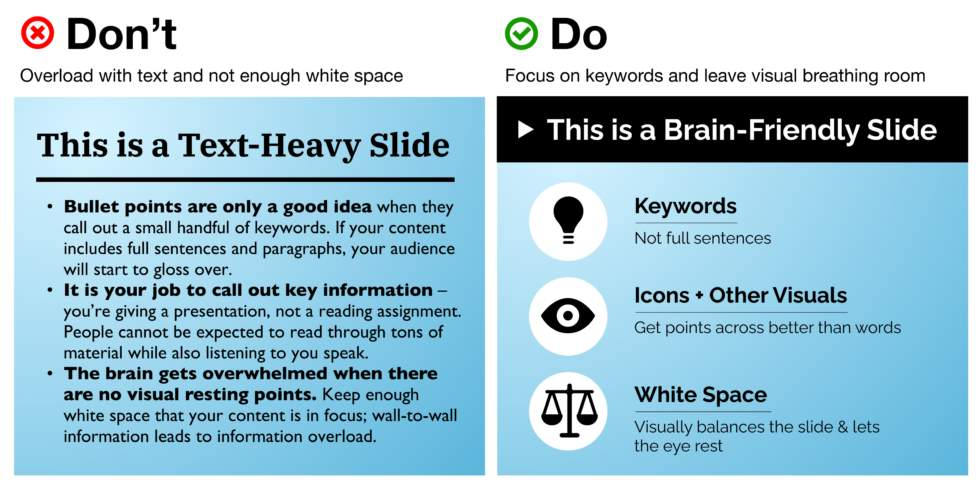 Don't
Overload with text and not enough white space
This is a Text-Heavy Slide
• Bullet points are only a good idea when they
call out a small handful of keywords. If your content
includes full sentences and paragraphs, your audience
will start to gloss over.
• It is your job to call out key information –
you're giving a presentation, not a reading assignment.
People cannot be expected to read through tons of
material while also listening to you speak.
• The brain gets overwhelmed when there
are no visual resting points. Keep enough
white space that your content is in focus; wall-to-wall
information leads to information overload.
Do
Focus on keywords and leave visual breathing room
This is a Brain-Friendly Slide
Keywords
Not full sentences
Icons + Other Visuals
Get points across better than words
White Space
Visually balances the slide & lets
the eye rest